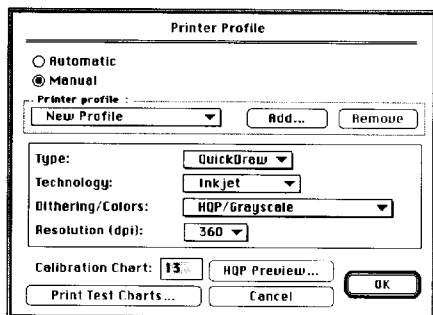 Printer Profile
Automatic
Manual
Printer profile :
New Profile Add... Remove
Type: QuickDraw
Technology: Inkjet
Dithering/Colors: HQP/Grayscale
Resolution (dpi): 360
Calibration Chart: 13 HQP Preview...
Print Test Charts... Cancel OK